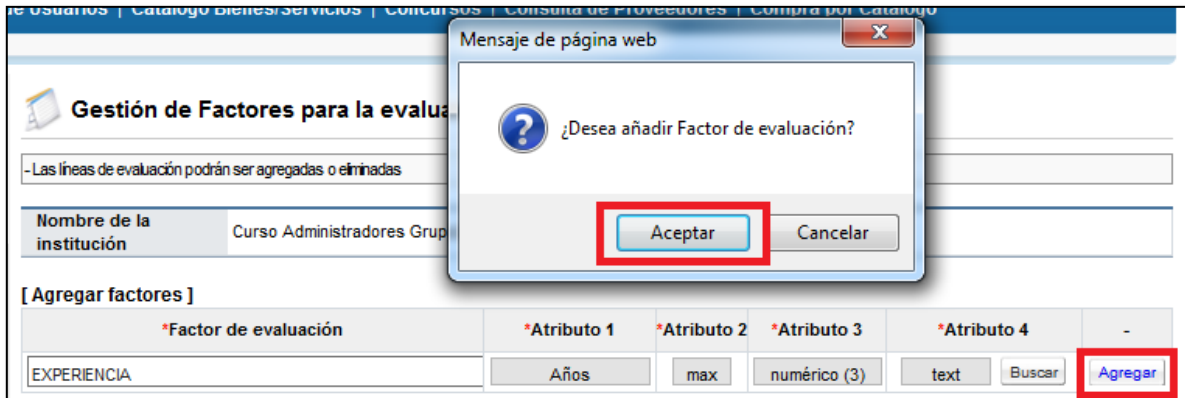 de Usuarios | Catálogo Bienes/Servicios | Concursos | Consulta de Proveedores | Compra por Catálogo
Mensaje de página web
Gestión de Factores para la evalua
¿Desea añadir Factor de evaluación?
- Las líneas de evaluación podrán ser agregadas o eliminadas
Nombre de la
institución
Curso Administradores Grup
Aceptar
Cancelar
[ Agregar factores ]
*Factor de evaluación *Atributo 1 *Atributo 2 *Atributo 3 *Atributo 4 -
EXPERIENCIA Años max numérico (3) text Buscar Agregar